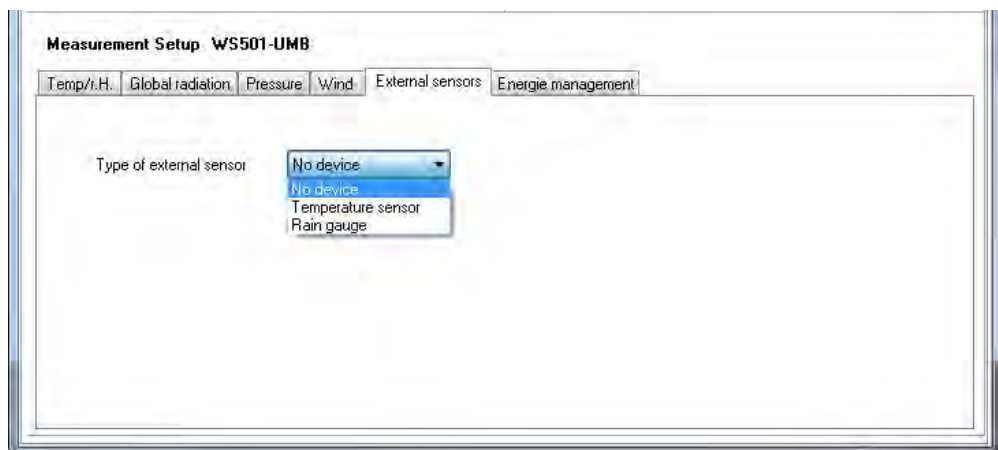 Measurement Setup WS501-UMB
Temp/r.H. Global radiation Pressure Wind External sensors Energie management
Type of external sensor No device
No device
Temperature sensor
Rain gauge